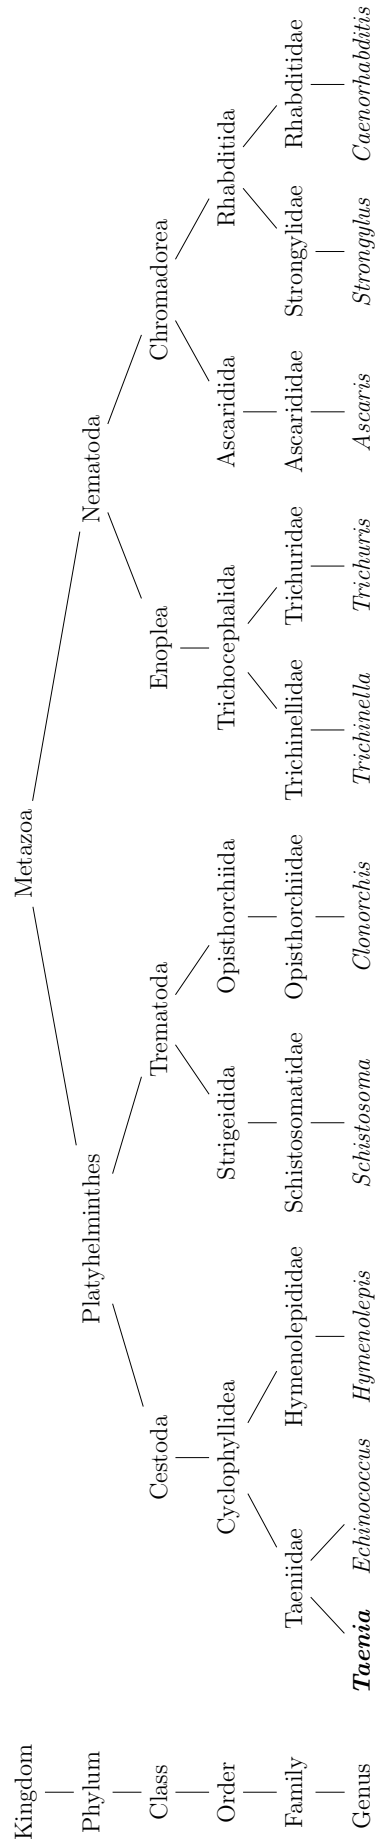 Kingdom
Metazoa
Phylum
Platyhelminthes
Nematoda
Class
Cestoda
Trematoda
Enoplea
Chromadorea
Order
Cyclophyllidea
Strigeidida
Opisthorchiida
Trichocephalida
Ascaridida
Rhabditida
Family
Taeniidae
Hymenolepididae
Schistosomatidae
Opisthorchiidae
Trichinellidae
Trichuridae
Ascarididae
Strongylidae
Rhabditidae
Genus
Taenia
Echinococcus
Hymenolepis
Schistosoma
Clonorchis
Trichinella
Trichuris
Ascaris
Strongylus
Caenorhabditis